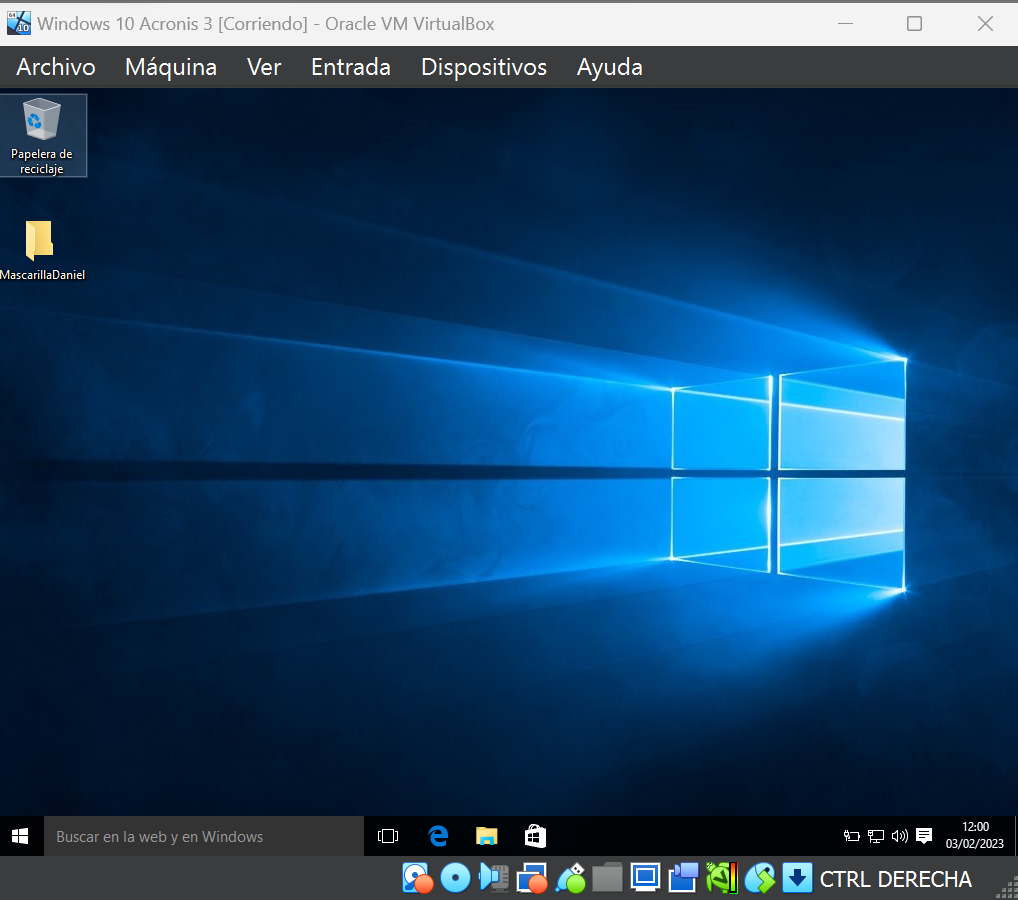 Windows 10 Acronis 3 [Corriendo] - Oracle VM VirtualBox
Archivo Máquina Ver Entrada Dispositivos Ayuda
Papelera de
reciclaje
MascarillaDaniel
Buscar en la web y en Windows
12:00
03/02/2023
CTRL DERECHA